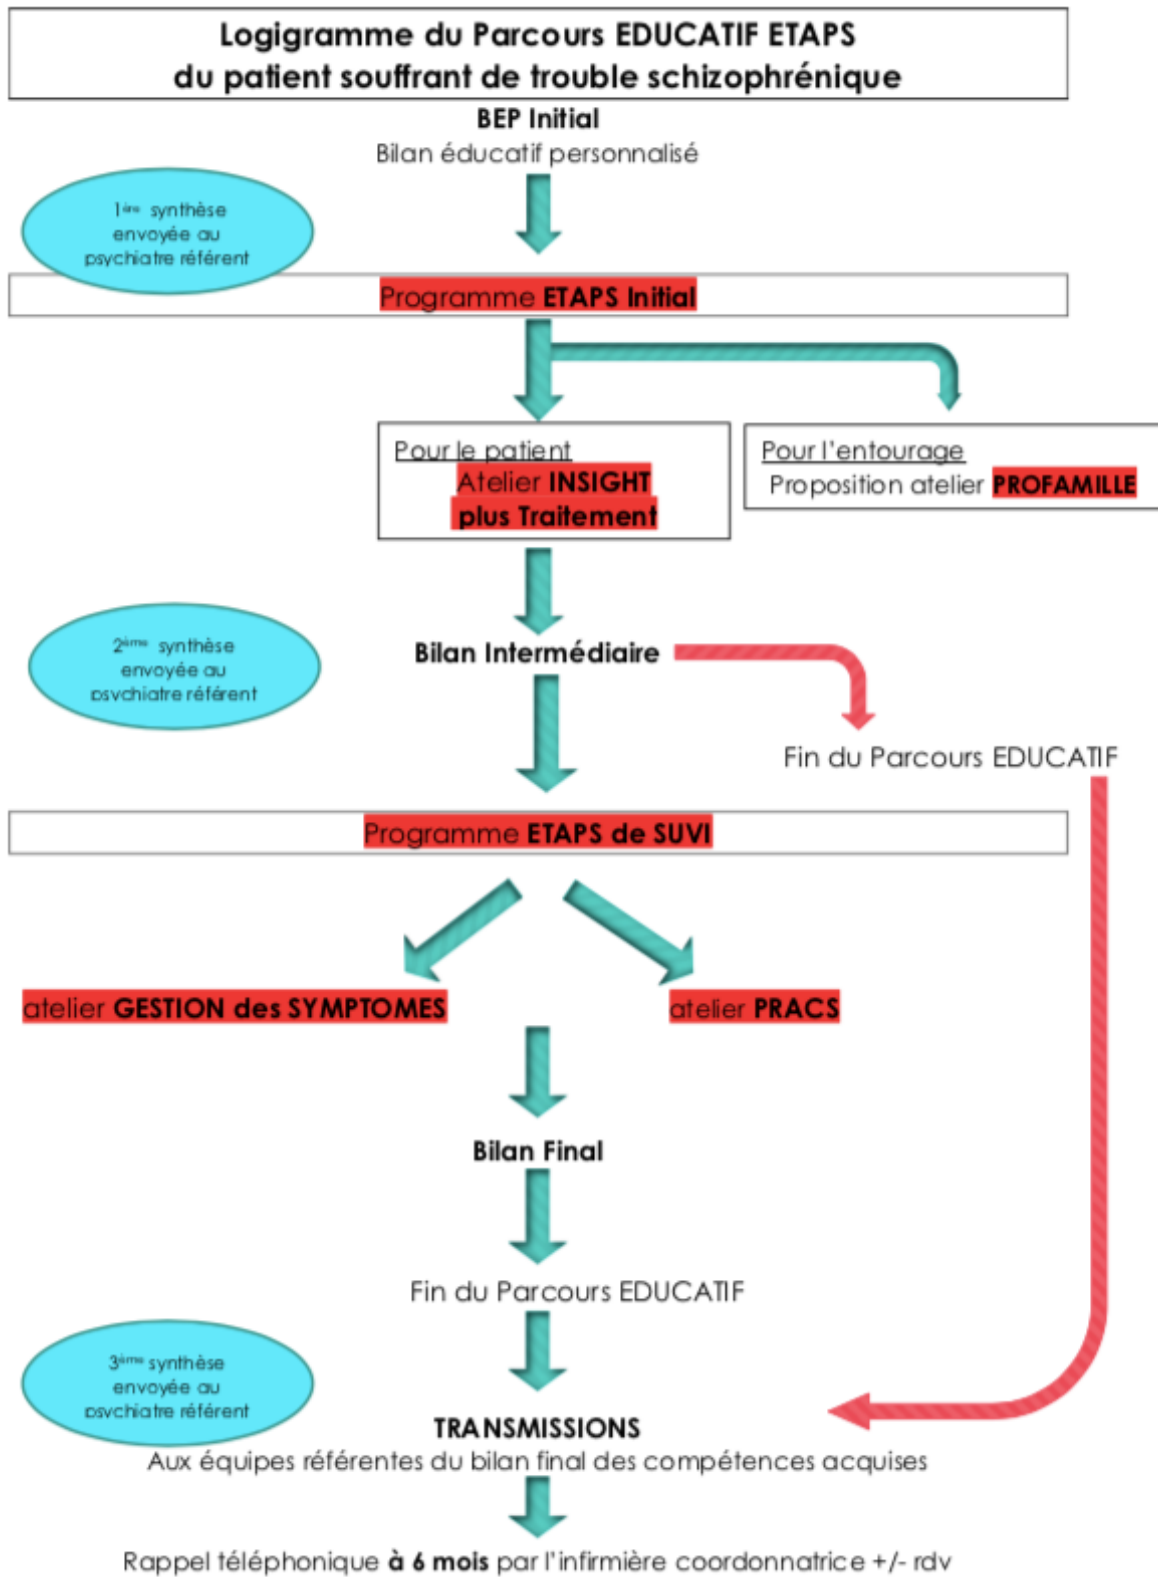 Logigramme du Parcours EDUCATIF ETAPS
du patient souffrant de trouble schizophrénique
BEP Initial
Bilan éducatif personnalisé
1ère synthèse
envoyée au
psychiatre référent
Programme ETAPS Initial
Pour le patient
Atelier INSIGHT
plus Traitement
Pour l'entourage
Proposition atelier PROFAMILLE
2ème synthèse
envoyée au
psychiatre référent
Bilan Intermédiaire
Fin du Parcours EDUCATIF
Programme ETAPS de SUVI
atelier GESTION des SYMPTOMES
atelier PRACS
Bilan Final
Fin du Parcours EDUCATIF
3ème synthèse
envoyée au
psychiatre référent
TRANSMISSIONS
Aux équipes référentes du bilan final des compétences acquises
Rappel téléphonique à 6 mois par l'infirmière coordonnatrice +/- rdv